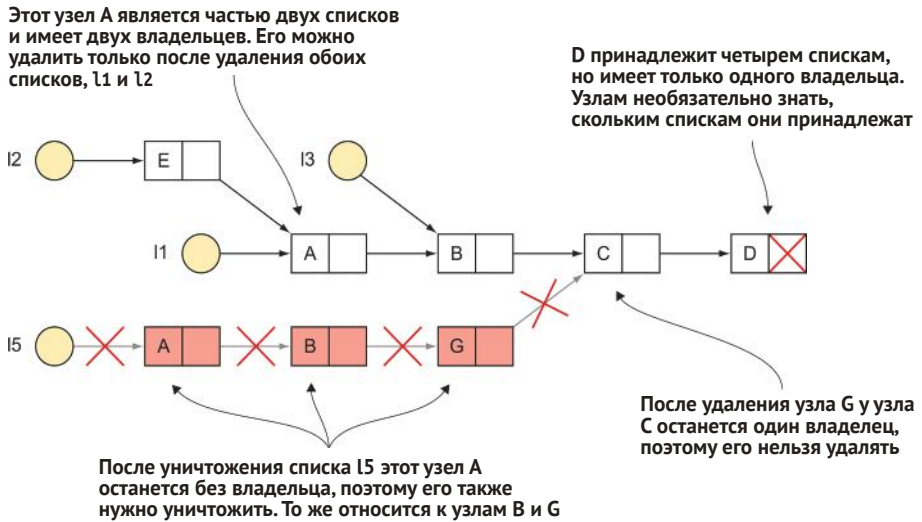 Этот узел A является частью двух списков
и имеет двух владельцев. Его можно
удалить только после удаления обоих
списков, l1 и l2
D принадлежит четырем спискам,
но имеет только одного владельца.
Узлам необязательно знать,
скольким спискам они принадлежат
l2
E
l3
l1
A
B
C
D
l5
A
B
G
После удаления узла G у узла
C останется один владелец,
поэтому его нельзя удалять
После уничтожения списка l5 этот узел A
останется без владельца, поэтому его также
нужно уничтожить. То же относится к узлам B и G